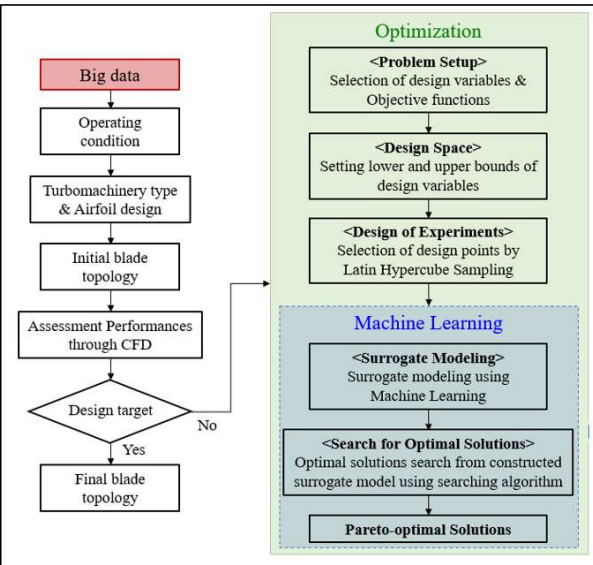 Big data
Operating
condition
Turbomachinery type
& Airfoil design
Initial blade
topology
Assessment Performances
through CFD
Design target
No
Yes
Final blade
topology
Optimization
<Problem Setup>
Selection of design variables &
Objective functions
<Design Space>
Setting lower and upper bounds of
design variables
<Design of Experiments>
Selection of design points by
Latin Hypercube Sampling
Machine Learning
<Surrogate Modeling>
Surrogate modeling using
Machine Learning
<Search for Optimal Solutions>
Optimal solutions search from constructed
surrogate model using searching algorithm
Pareto-optimal Solutions